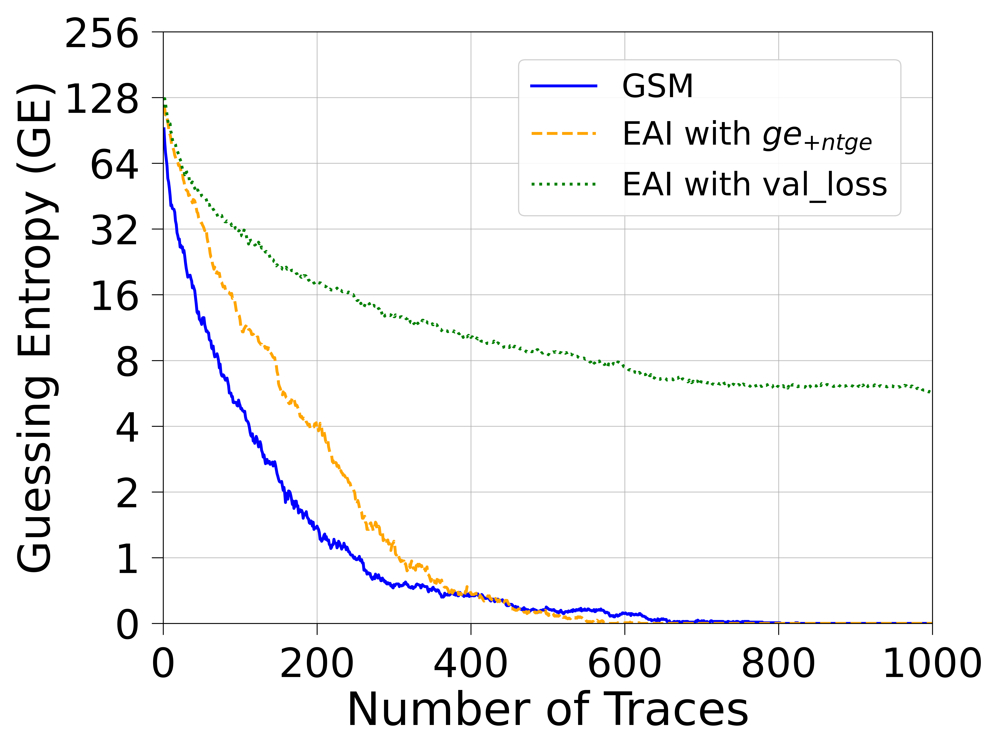 256
128
64
32
16
8
4
2
1
0
Guessing Entropy (GE)
GSM
EAI with ge+ntge
EAI with val_loss
0 200 400 600 800 1000
Number of Traces